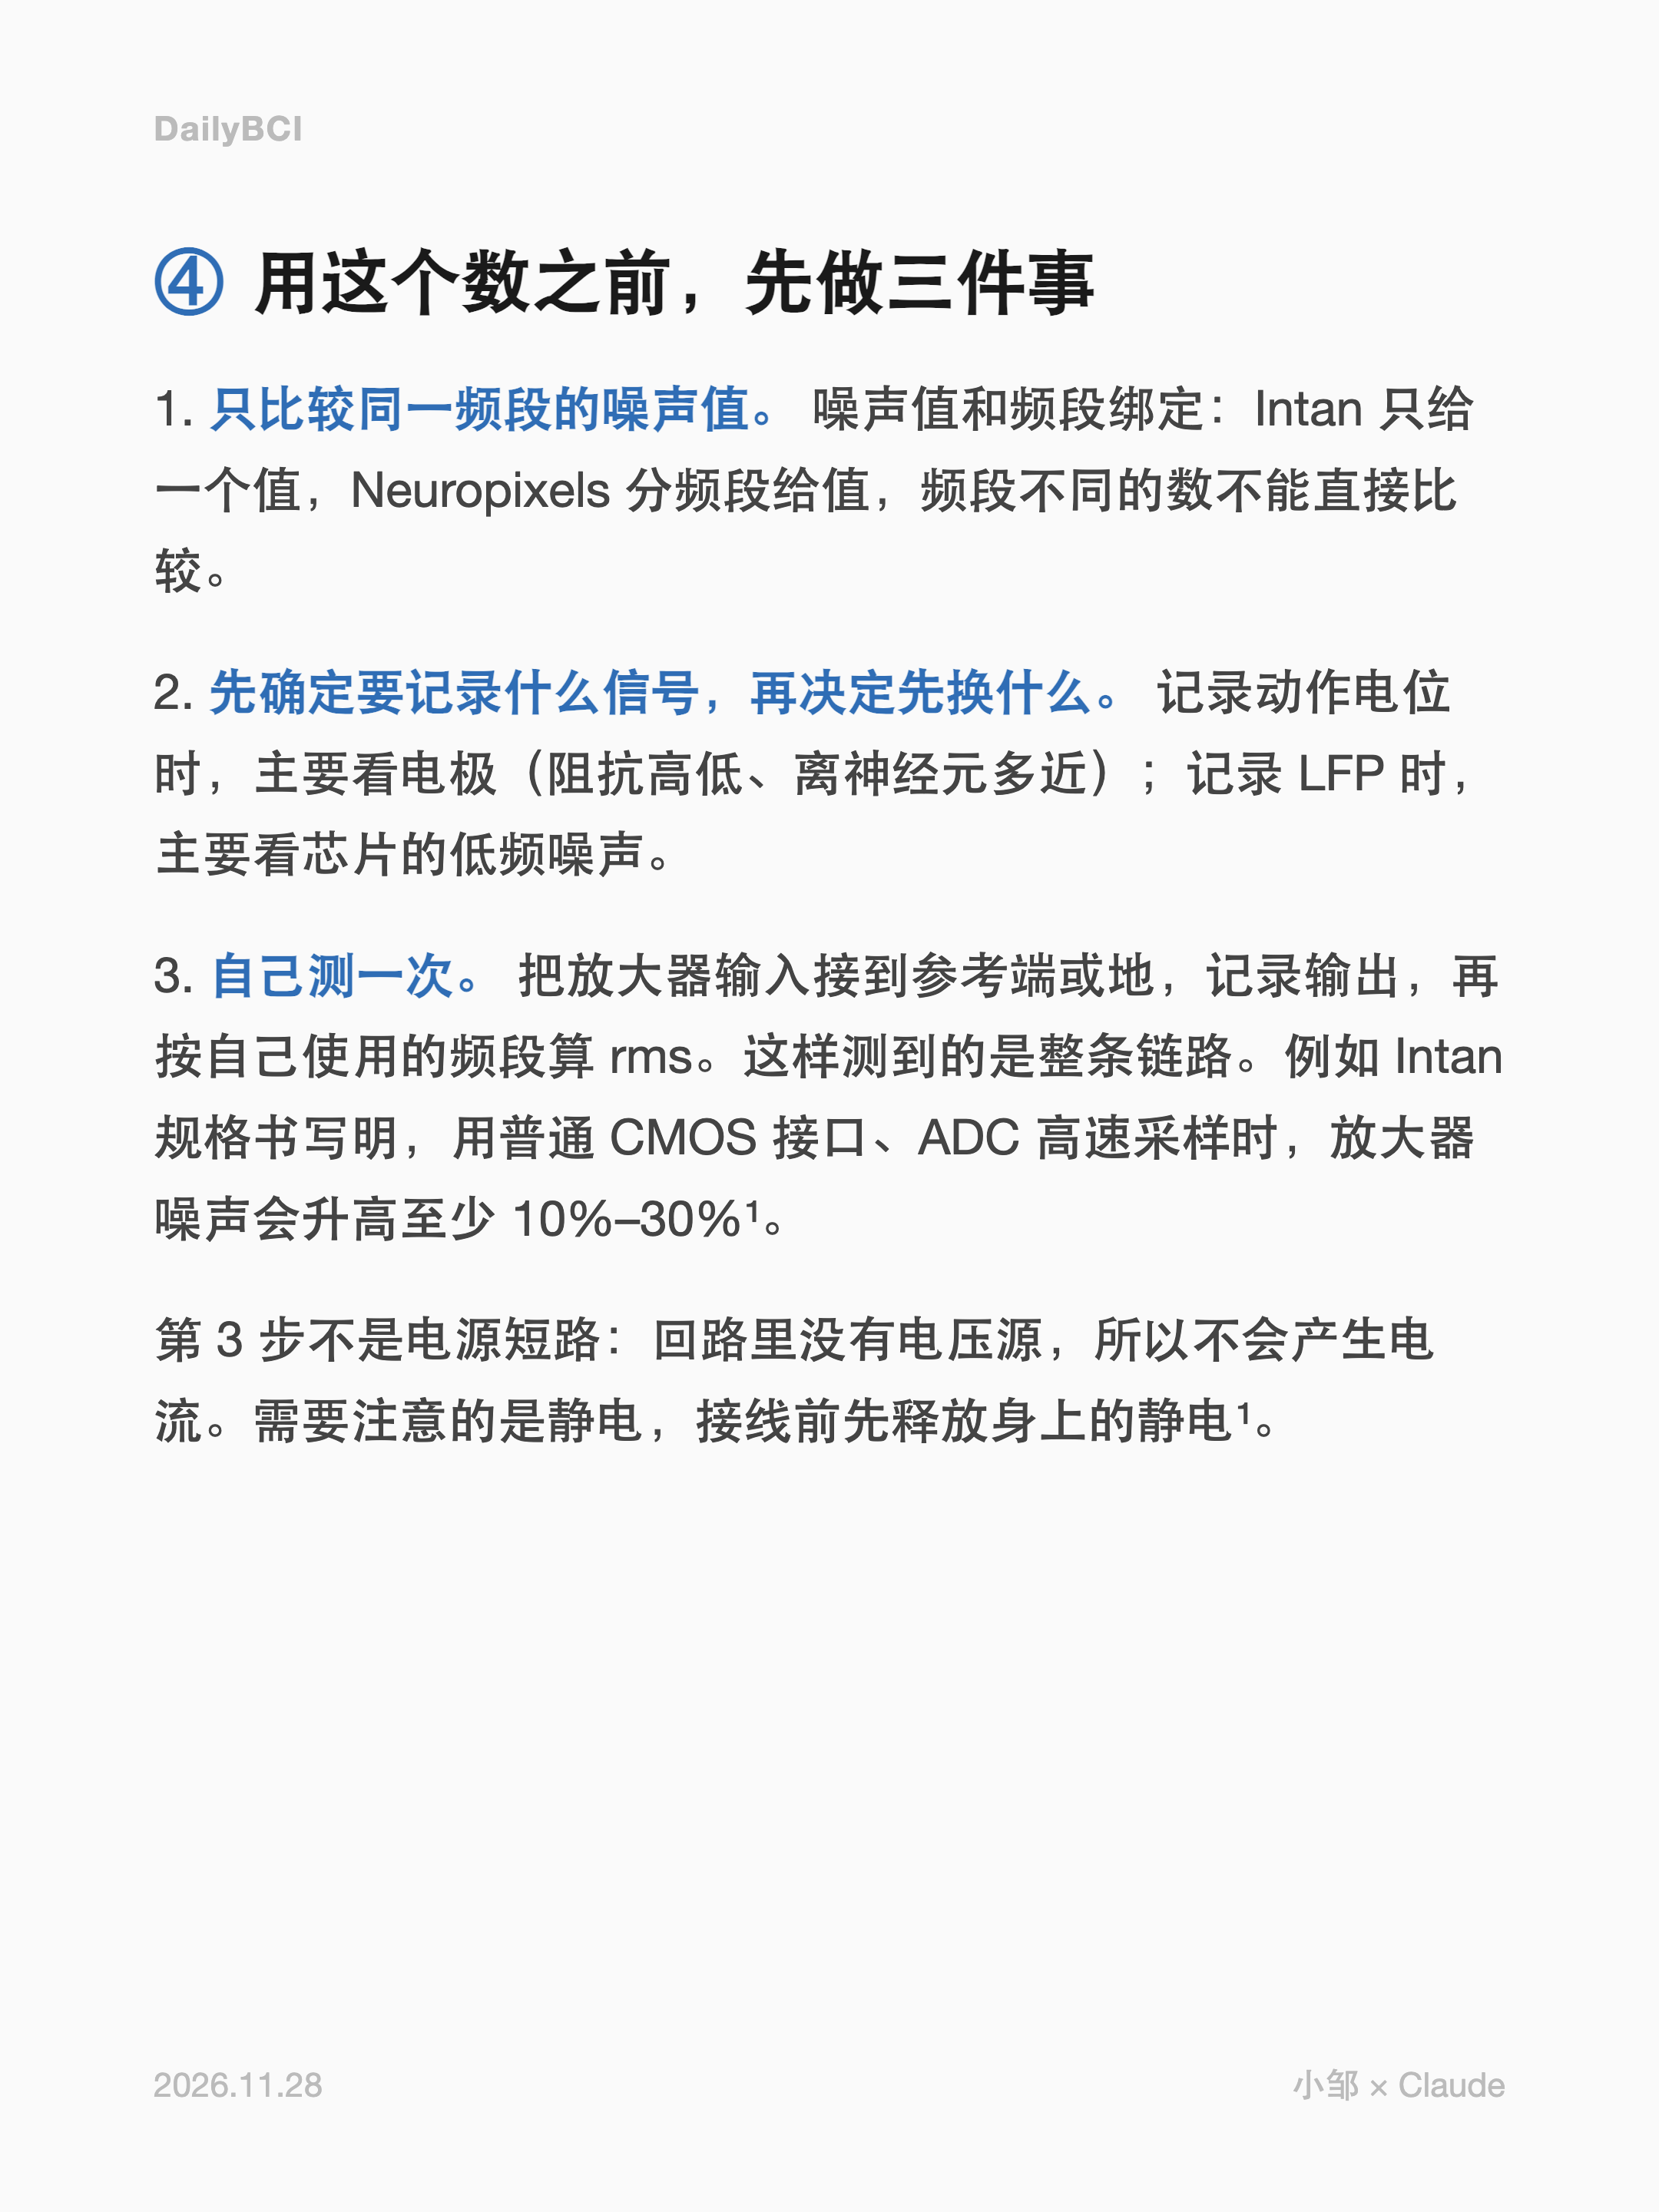 DailyBCI
④ 用这个数之前，先做三件事
1. 只比较同一频段的噪声值。 噪声值和频段绑定：Intan 只给
一个值，Neuropixels 分频段给值，频段不同的数不能直接比
较。
2. 先确定要记录什么信号，再决定先换什么。 记录动作电位
时，主要看电极（阻抗高低、离神经元多近）；记录 LFP 时，
主要看芯片的低频噪声。
3. 自己测一次。 把放大器输入接到参考端或地，记录输出，再
按自己使用的频段算 rms。这样测到的是整条链路。例如 Intan
规格书写明，用普通 CMOS 接口、ADC 高速采样时，放大器
噪声会升高至少 10%–30%¹。
第 3 步不是电源短路：回路里没有电压源，所以不会产生电
流。需要注意的是静电，接线前先释放身上的静电¹。
2026.11.28
小邹 × Claude